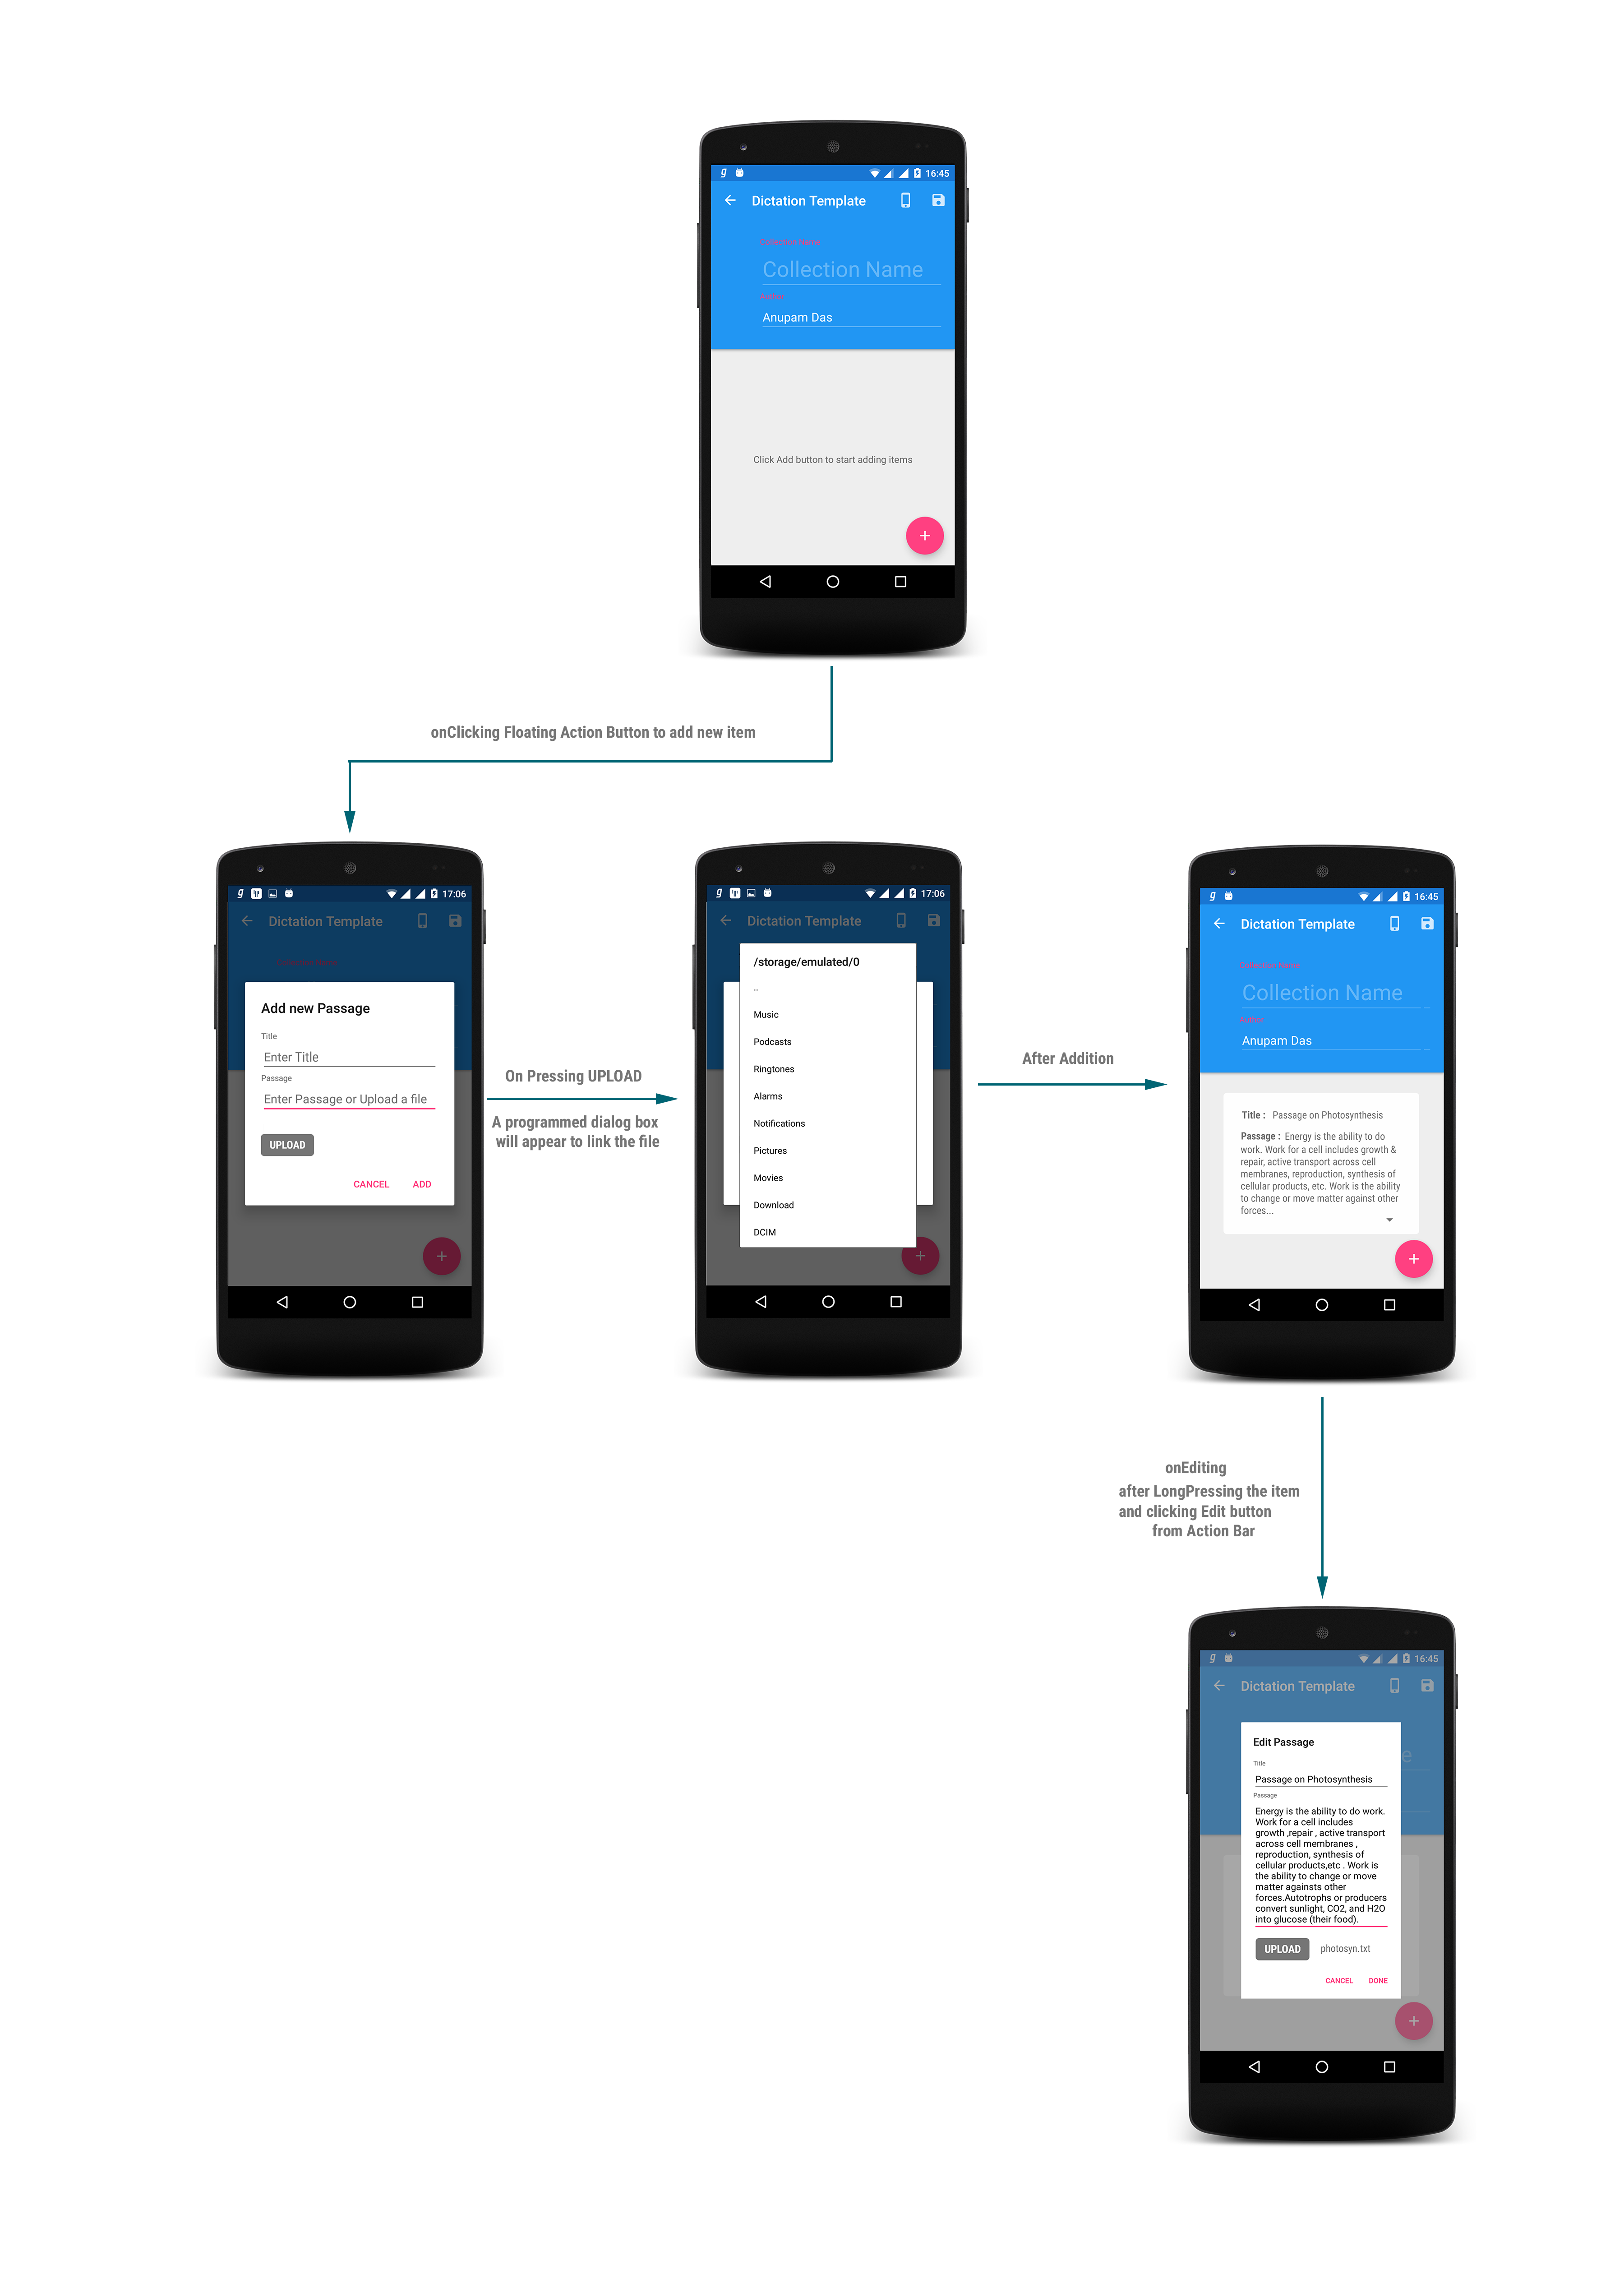 16:45
Dictation Template
Collection Name
Collection Name
Author
Anupam Das
Click Add button to start adding items
onClicking Floating Action Button to add new item
17:06
Dictation Template
Collection Name
Add new Passage
Title
Enter Title
Passage
Enter Passage or Upload a file
UPLOAD
CANCEL ADD
On Pressing UPLOAD
A programmed dialog box
will appear to link the file
17:06
Dictation Template
/storage/emulated/0
..
Music
Podcasts
Ringtones
Alarms
Notifications
Pictures
Movies
Download
DCIM
After Addition
16:45
Dictation Template
Collection Name
Collection Name
Author
Anupam Das
Title : Passage on Photosynthesis
Passage : Energy is the ability to do
work. Work for a cell includes growth &
repair, active transport across cell
membranes, reproduction, synthesis of
cellular products, etc. Work is the ability
to change or move matter against other
forces...
onEditing
after LongPressing the item
and clicking Edit button
from Action Bar
16:45
Dictation Template
e
Edit Passage
Title
Passage on Photosynthesis
Passage
Energy is the ability to do work.
Work for a cell includes
growth ,repair , active transport
across cell membranes ,
reproduction, synthesis of
cellular products,etc . Work is
the ability to change or move
matter againsts other
forces.Autotrophs or producers
convert sunlight, CO2, and H2O
into glucose (their food).
UPLOAD photosyn.txt
CANCEL DONE